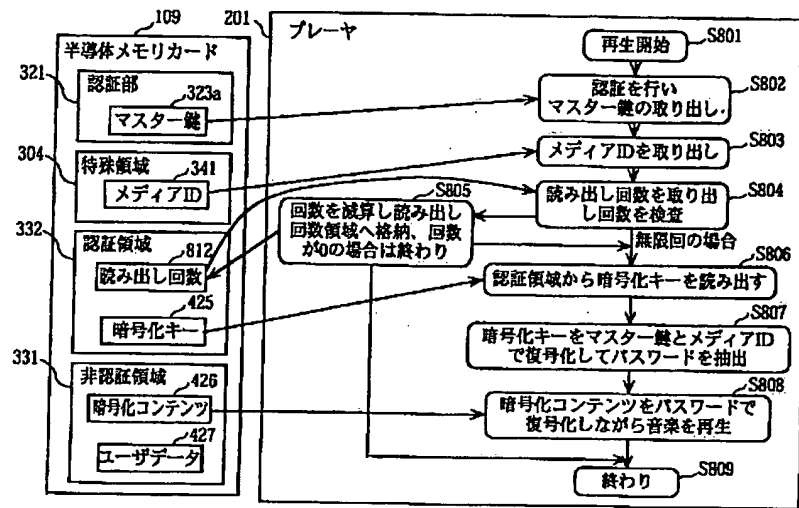 109
半導体メモリカード
321
認証部
323a
マスター鍵
304
特殊領域
341
メディアID
332
認証領域
812
読み出し回数
425
暗号化キー
331
非認証領域
426
暗号化コンテンツ
427
ユーザデータ
201
プレーヤ
再生開始
S801
認証を行い
マスター鍵の取り出し.
S802
メディアIDを取り出し
S803
読み出し回数を取り出
し回数を検査
S804
S805
回数を減算し読み出し
回数領域へ格納、回数
が0の場合は終わり
無限回の場合
S806
認証領域から暗号化キーを読み出す
S807
暗号化キーをマスター鍵とメディアID
で復号化してパスワードを抽出
S808
暗号化コンテンツをパスワードで
復号化しながら音楽を再生
S809
終わり